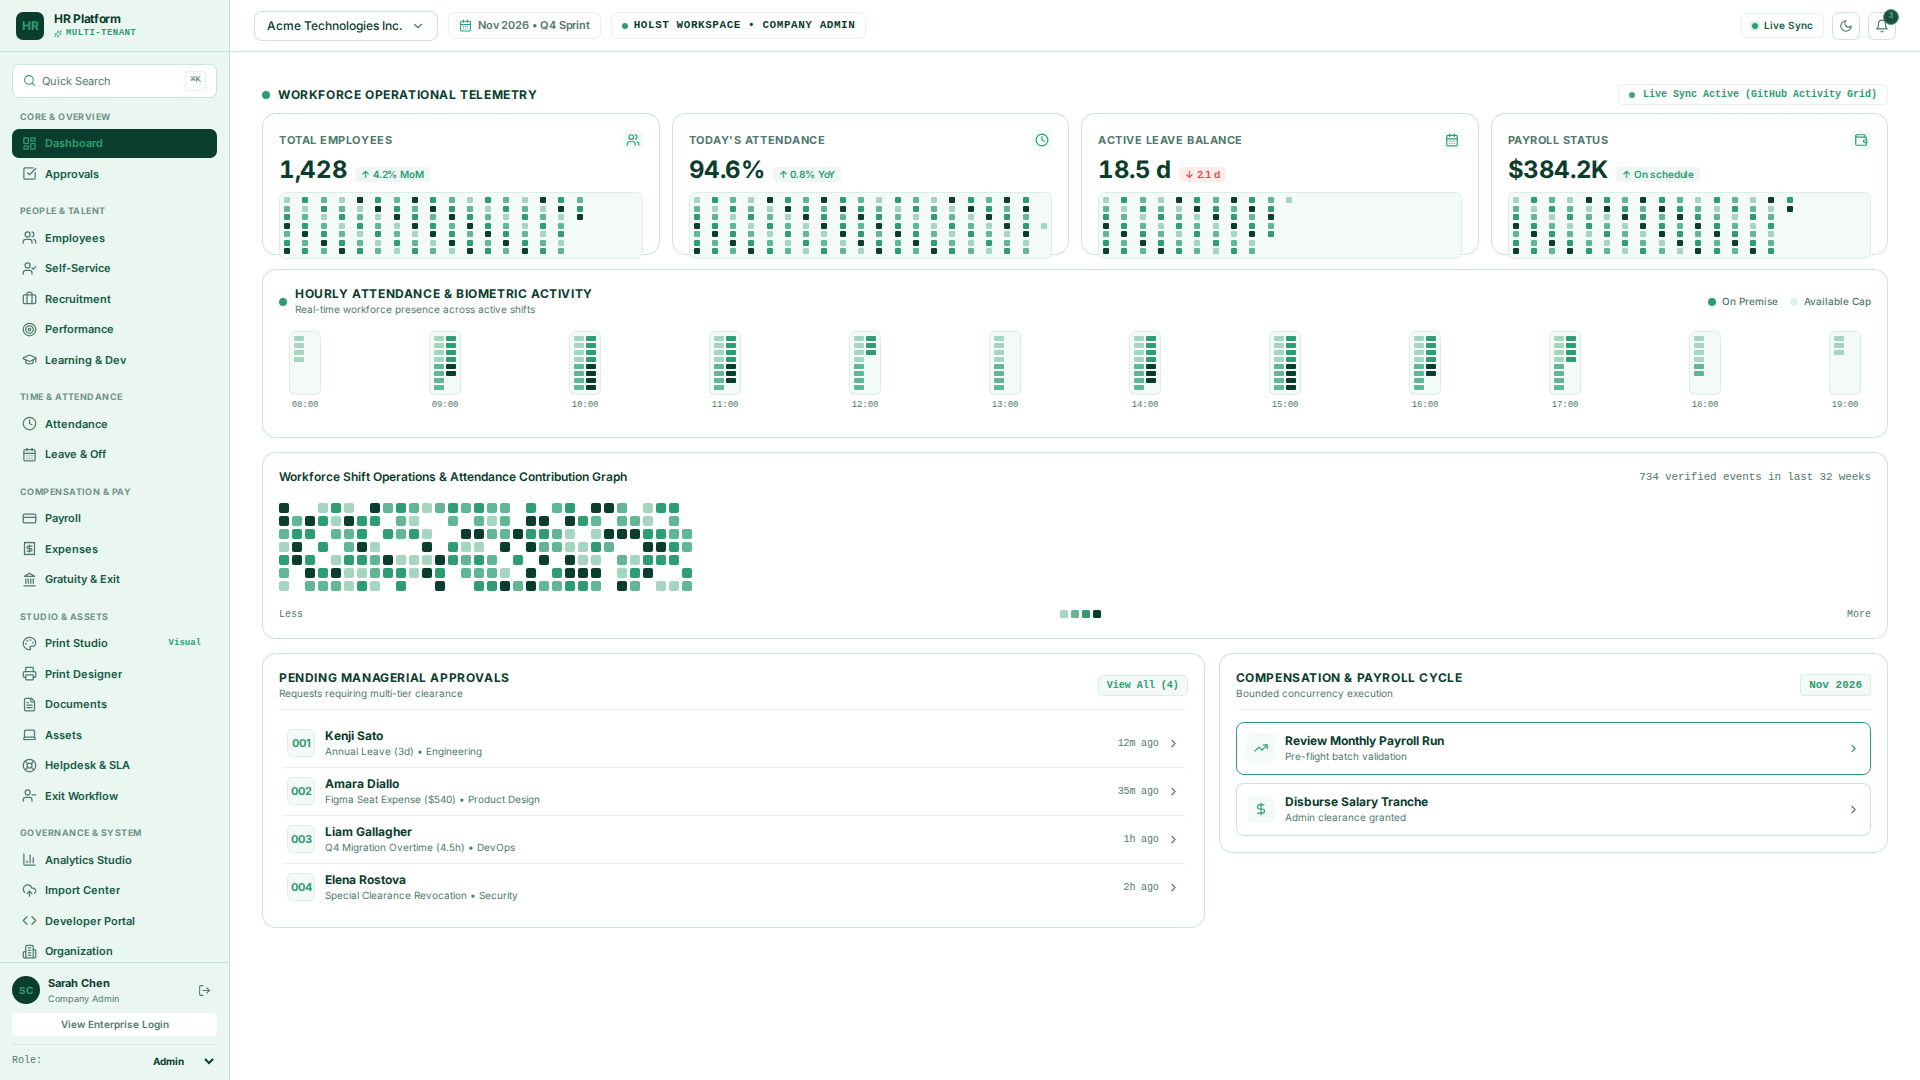 HR
HR Platform
MULTI-TENANT
Quick Search
⌘K
CORE & OVERVIEW
Dashboard
Approvals
PEOPLE & TALENT
Employees
Self-Service
Recruitment
Performance
Learning & Dev
TIME & ATTENDANCE
Attendance
Leave & Off
COMPENSATION & PAY
Payroll
Expenses
Gratuity & Exit
STUDIO & ASSETS
Print Studio
Visual
Print Designer
Documents
Assets
Helpdesk & SLA
Exit Workflow
GOVERNANCE & SYSTEM
Analytics Studio
Import Center
Developer Portal
Organization
SC
Sarah Chen
Company Admin
View Enterprise Login
Role:
Admin
Acme Technologies Inc.
Nov 2026 • Q4 Sprint
HOLST WORKSPACE • COMPANY ADMIN
Live Sync
3
WORKFORCE OPERATIONAL TELEMETRY
Live Sync Active (GitHub Activity Grid)
TOTAL EMPLOYEES
1,428
↑ 4.2% MoM
TODAY'S ATTENDANCE
94.6%
↑ 0.8% YoY
ACTIVE LEAVE BALANCE
18.5 d
↓ 2.1 d
PAYROLL STATUS
$384.2K
↑ On schedule
HOURLY ATTENDANCE & BIOMETRIC ACTIVITY
Real-time workforce presence across active shifts
On Premise
Available Cap
08:00
09:00
10:00
11:00
12:00
13:00
14:00
15:00
16:00
17:00
18:00
19:00
Workforce Shift Operations & Attendance Contribution Graph
734 verified events in last 32 weeks
Less
More
PENDING MANAGERIAL APPROVALS
Requests requiring multi-tier clearance
View All (4)
001
Kenji Sato
Annual Leave (3d) • Engineering
12m ago
002
Amara Diallo
Figma Seat Expense ($540) • Product Design
35m ago
003
Liam Gallagher
Q4 Migration Overtime (4.5h) • DevOps
1h ago
004
Elena Rostova
Special Clearance Revocation • Security
2h ago
COMPENSATION & PAYROLL CYCLE
Bounded concurrency execution
Nov 2026
Review Monthly Payroll Run
Pre-flight batch validation
Disburse Salary Tranche
Admin clearance granted